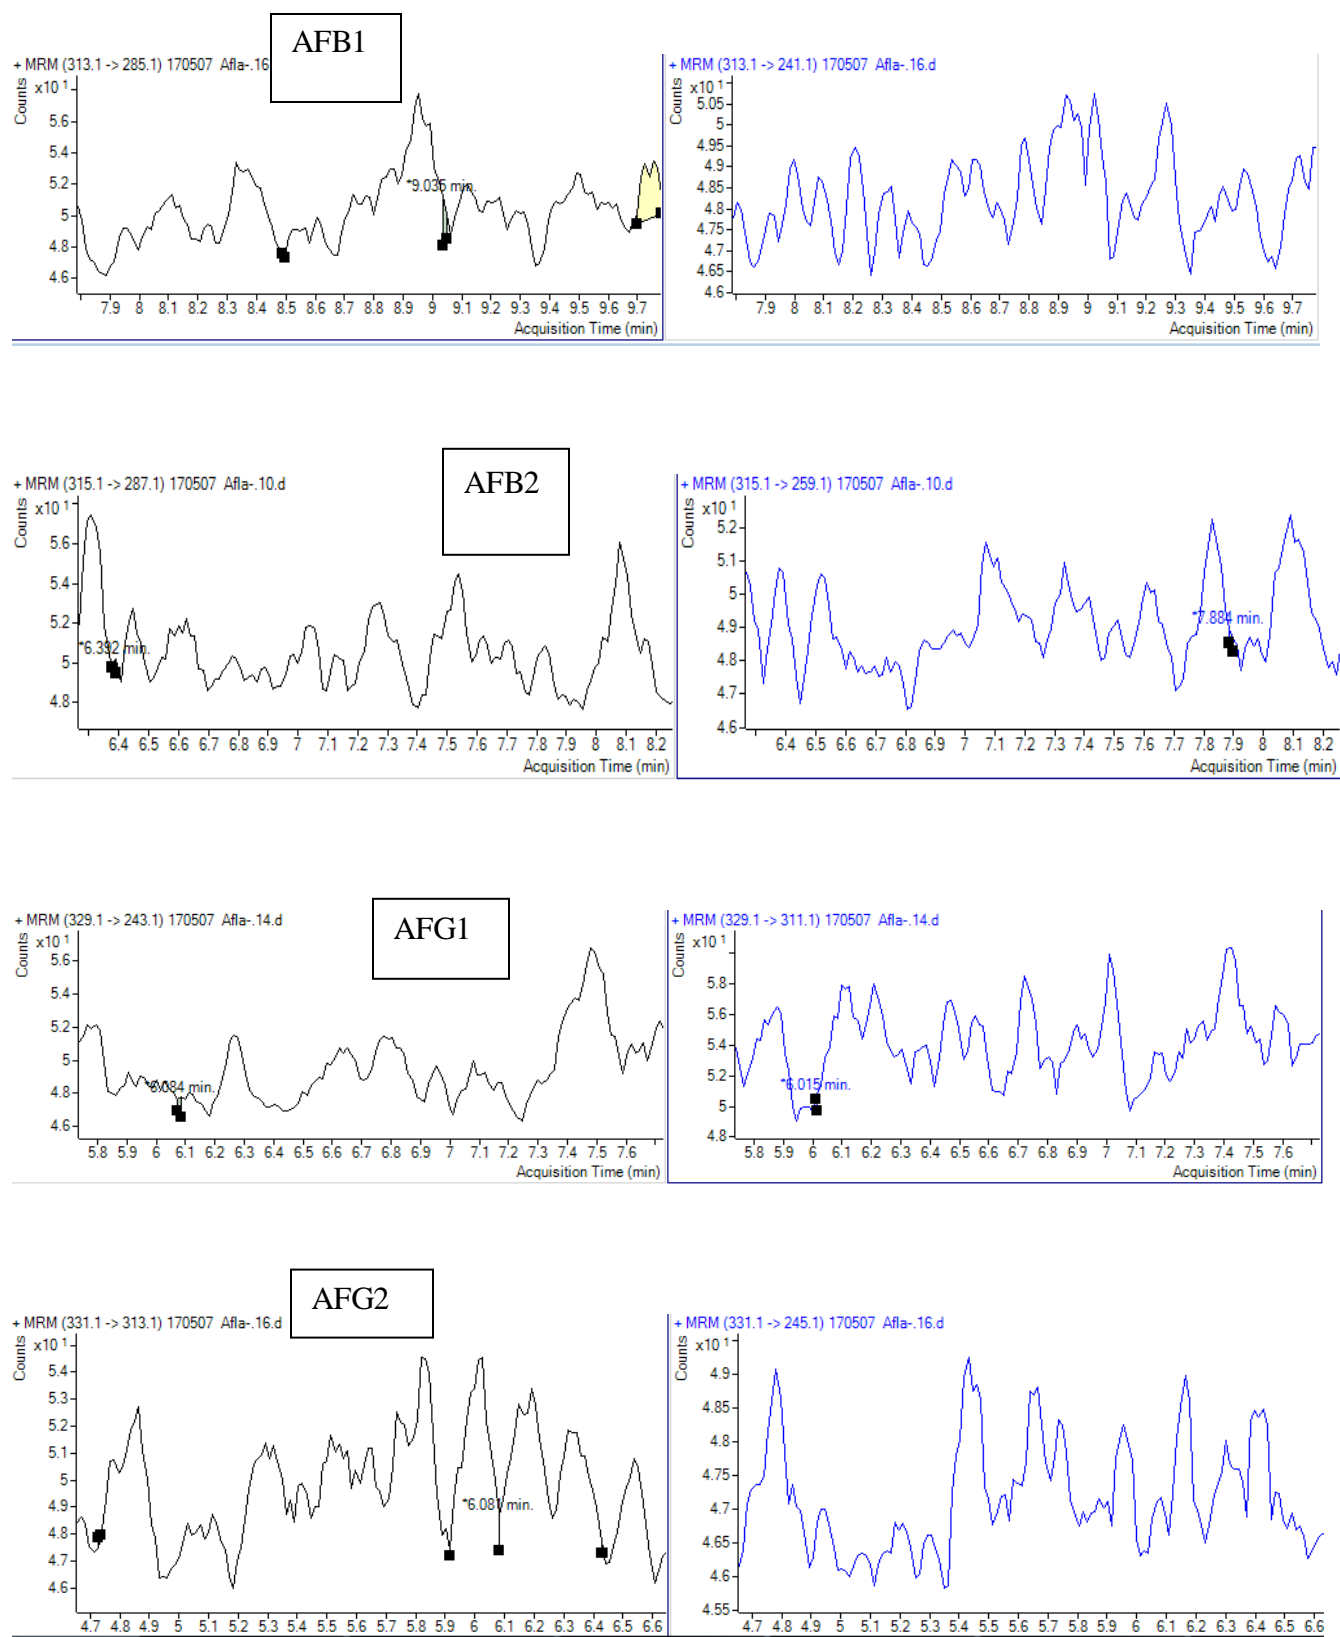 AFB1
+ MRM (313.1 -> 285.1) 170507 Afla-.16
Counts
x10 1
5.6
5.4
5.2
5
4.8
4.6
*9.035 min.
7.9 8 8.1 8.2 8.3 8.4 8.5 8.6 8.7 8.8 8.9 9 9.1 9.2 9.3 9.4 9.5 9.6 9.7
Acquisition Time (min)
+ MRM (313.1 -> 241.1) 170507 Afla-.16.d
Counts
x10 1
5.05
5
4.95
4.9
4.85
4.8
4.75
4.7
4.65
4.6
7.9 8 8.1 8.2 8.3 8.4 8.5 8.6 8.7 8.8 8.9 9 9.1 9.2 9.3 9.4 9.5 9.6 9.7
Acquisition Time (min)
AFB2
+ MRM (315.1 -> 287.1) 170507 Afla-.10.d
Counts
x10 1
5.6
5.4
5.2
5
4.8
*6.392 min.
6.4 6.5 6.6 6.7 6.8 6.9 7 7.1 7.2 7.3 7.4 7.5 7.6 7.7 7.8 7.9 8 8.1 8.2
Acquisition Time (min)
+ MRM (315.1 -> 259.1) 170507 Afla-.10.d
Counts
x10 1
5.2
5.1
5
4.9
4.8
4.7
4.6
*7.884 min.
6.4 6.5 6.6 6.7 6.8 6.9 7 7.1 7.2 7.3 7.4 7.5 7.6 7.7 7.8 7.9 8 8.1 8.2
Acquisition Time (min)
AFG1
+ MRM (329.1 -> 243.1) 170507 Afla-.14.d
Counts
x10 1
5.6
5.4
5.2
5
4.8
4.6
*6.084 min.
5.8 5.9 6 6.1 6.2 6.3 6.4 6.5 6.6 6.7 6.8 6.9 7 7.1 7.2 7.3 7.4 7.5 7.6
Acquisition Time (min)
+ MRM (329.1 -> 311.1) 170507 Afla-.14.d
Counts
x10 1
5.8
5.6
5.4
5.2
5
4.8
*6.015 min.
5.8 5.9 6 6.1 6.2 6.3 6.4 6.5 6.6 6.7 6.8 6.9 7 7.1 7.2 7.3 7.4 7.5 7.6
Acquisition Time (min)
AFG2
+ MRM (331.1 -> 313.1) 170507 Afla-.16.d
Counts
x10 1
5.4
5.3
5.2
5.1
5
4.9
4.8
4.7
4.6
*6.081 min.
4.7 4.8 4.9 5 5.1 5.2 5.3 5.4 5.5 5.6 5.7 5.8 5.9 6 6.1 6.2 6.3 6.4 6.5 6.6
+ MRM (331.1 -> 245.1) 170507 Afla-.16.d
Counts
x10 1
4.9
4.85
4.8
4.75
4.7
4.65
4.6
4.55
4.7 4.8 4.9 5 5.1 5.2 5.3 5.4 5.5 5.6 5.7 5.8 5.9 6 6.1 6.2 6.3 6.4 6.5 6.6